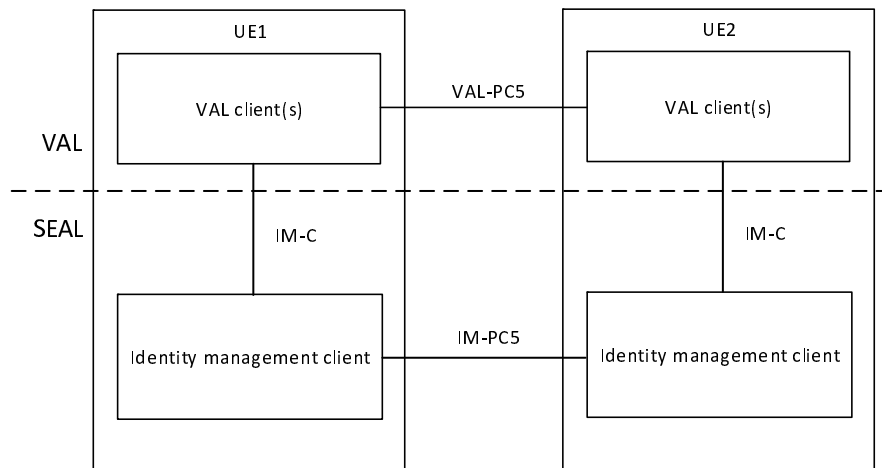 UE1
UE2
VAL client(s)
VAL-PC5
VAL client(s)
VAL
SEAL
IM-C
IM-C
Identity management client
IM-PC5
Identity management client